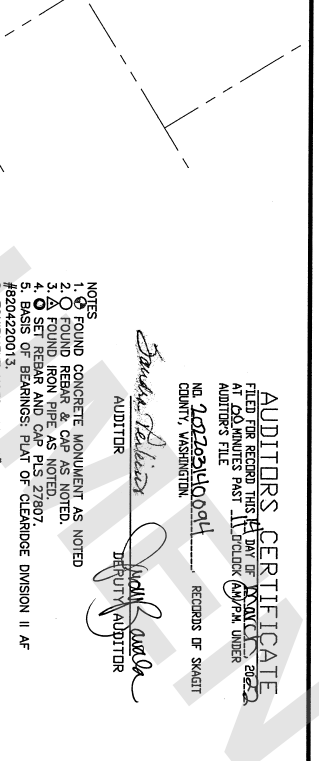 AUDITORS CERTIFICATE
FILED FOR RECORD THIS 14 DAY OF March, 2022
AT 00 MINUTES PAST 11 O'CLOCK A.M/P.M. UNDER
AUDITOR'S FILE
NO. 202203140094 RECORDS OF SKAGIT
COUNTY, WASHINGTON.
Sandra Perkins
AUDITOR DEPUTY AUDITOR
NOTES
1. FOUND CONCRETE MONUMENT AS NOTED
2. FOUND REBAR & CAP AS NOTED.
3. FOUND IRON PIPE AS NOTED.
4. SET REBAR AND CAP PLS 27807.
5. BASIS OF BEARINGS: PLAT OF CLEARIDGE DIVISION II AF
#8204220013.